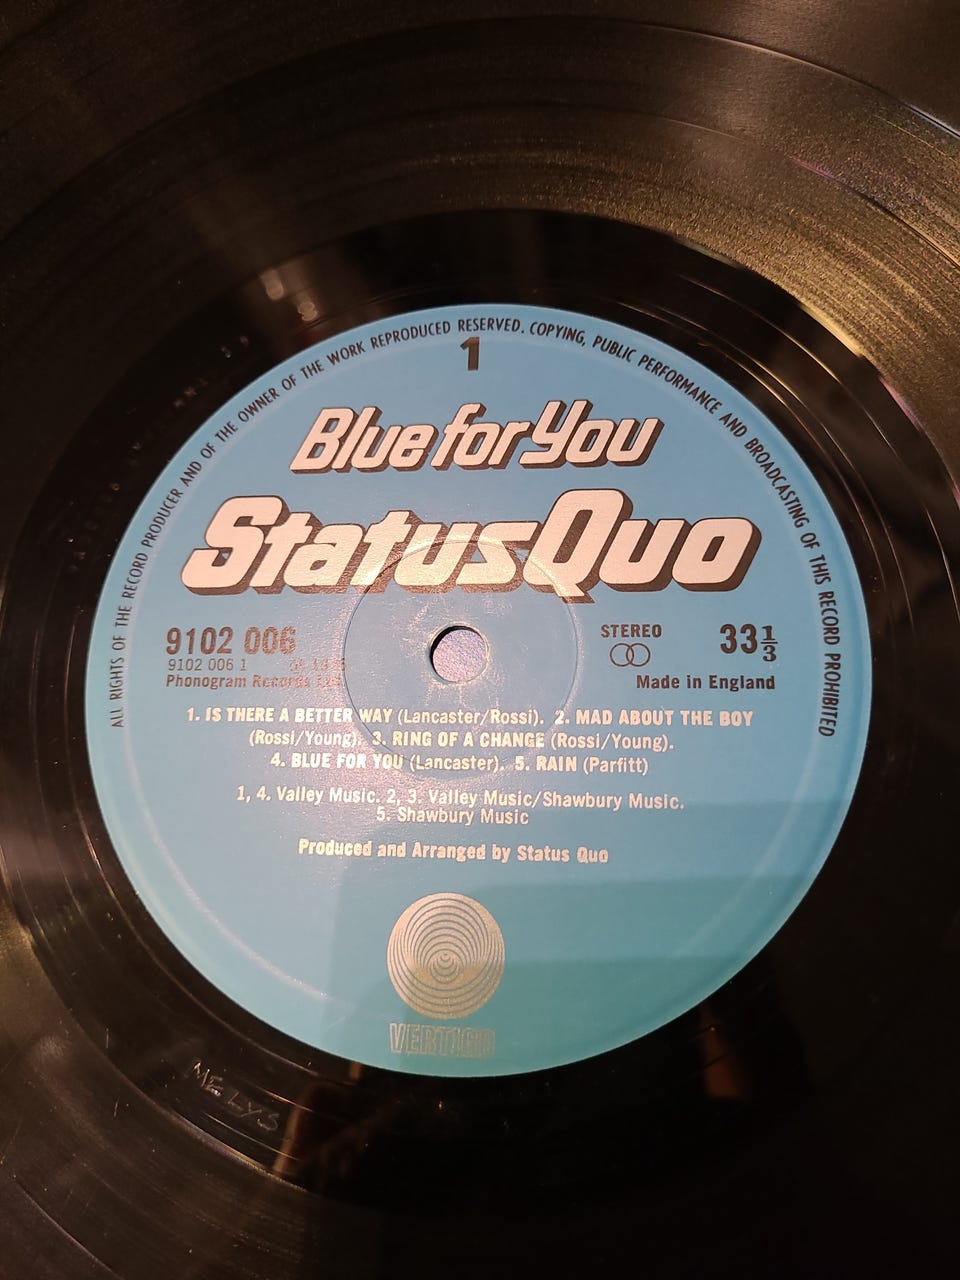 ALL RIGHTS OF THE RECORD PRODUCER AND OF THE OWNER OF THE WORK REPRODUCED RESERVED. COPYING, PUBLIC PERFORMANCE AND BROADCASTING OF THIS RECORD PROHIBITED
1
Blue for You
Status Quo
9102 006
STEREO
33 1/3
9102 006 1
Phonogram Records Ltd
Made in England
1. IS THERE A BETTER WAY (Lancaster/Rossi). 2. MAD ABOUT THE BOY
(Rossi/Young). 3. RING OF A CHANGE (Rossi/Young).
4. BLUE FOR YOU (Lancaster). 5. RAIN (Parfitt)
1, 4. Valley Music. 2, 3. Valley Music/Shawbury Music.
5. Shawbury Music
Produced and Arranged by Status Quo
VERTIGO
MELYS